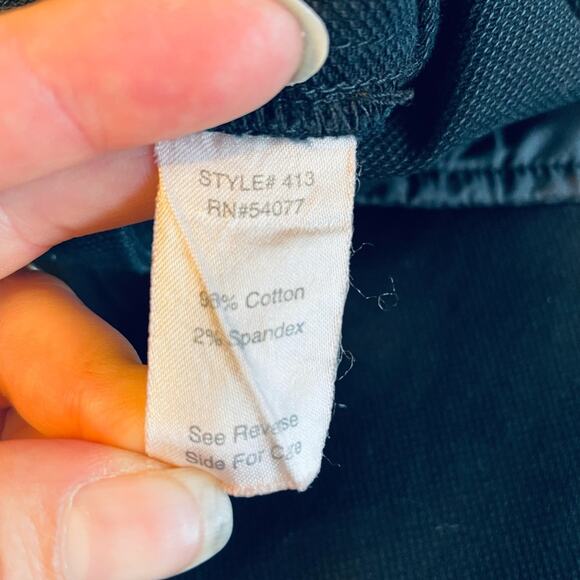 STYLE# 413
RN#54077
98% Cotton
2% Spandex
See Reverse
Side For Care